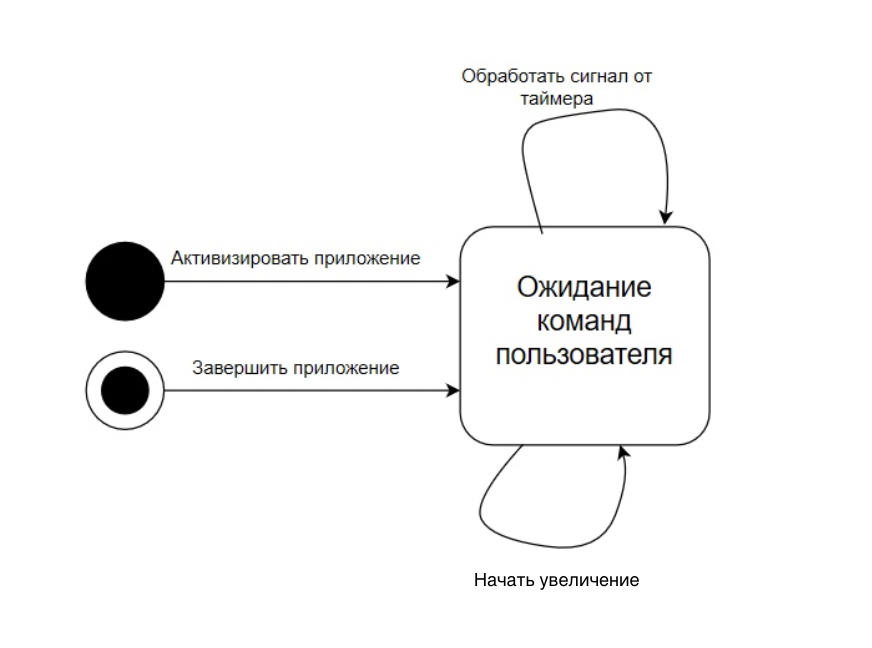 Обработать сигнал от
таймера
Активизировать приложение
Ожидание
команд
пользователя
Завершить приложение
Начать увеличение